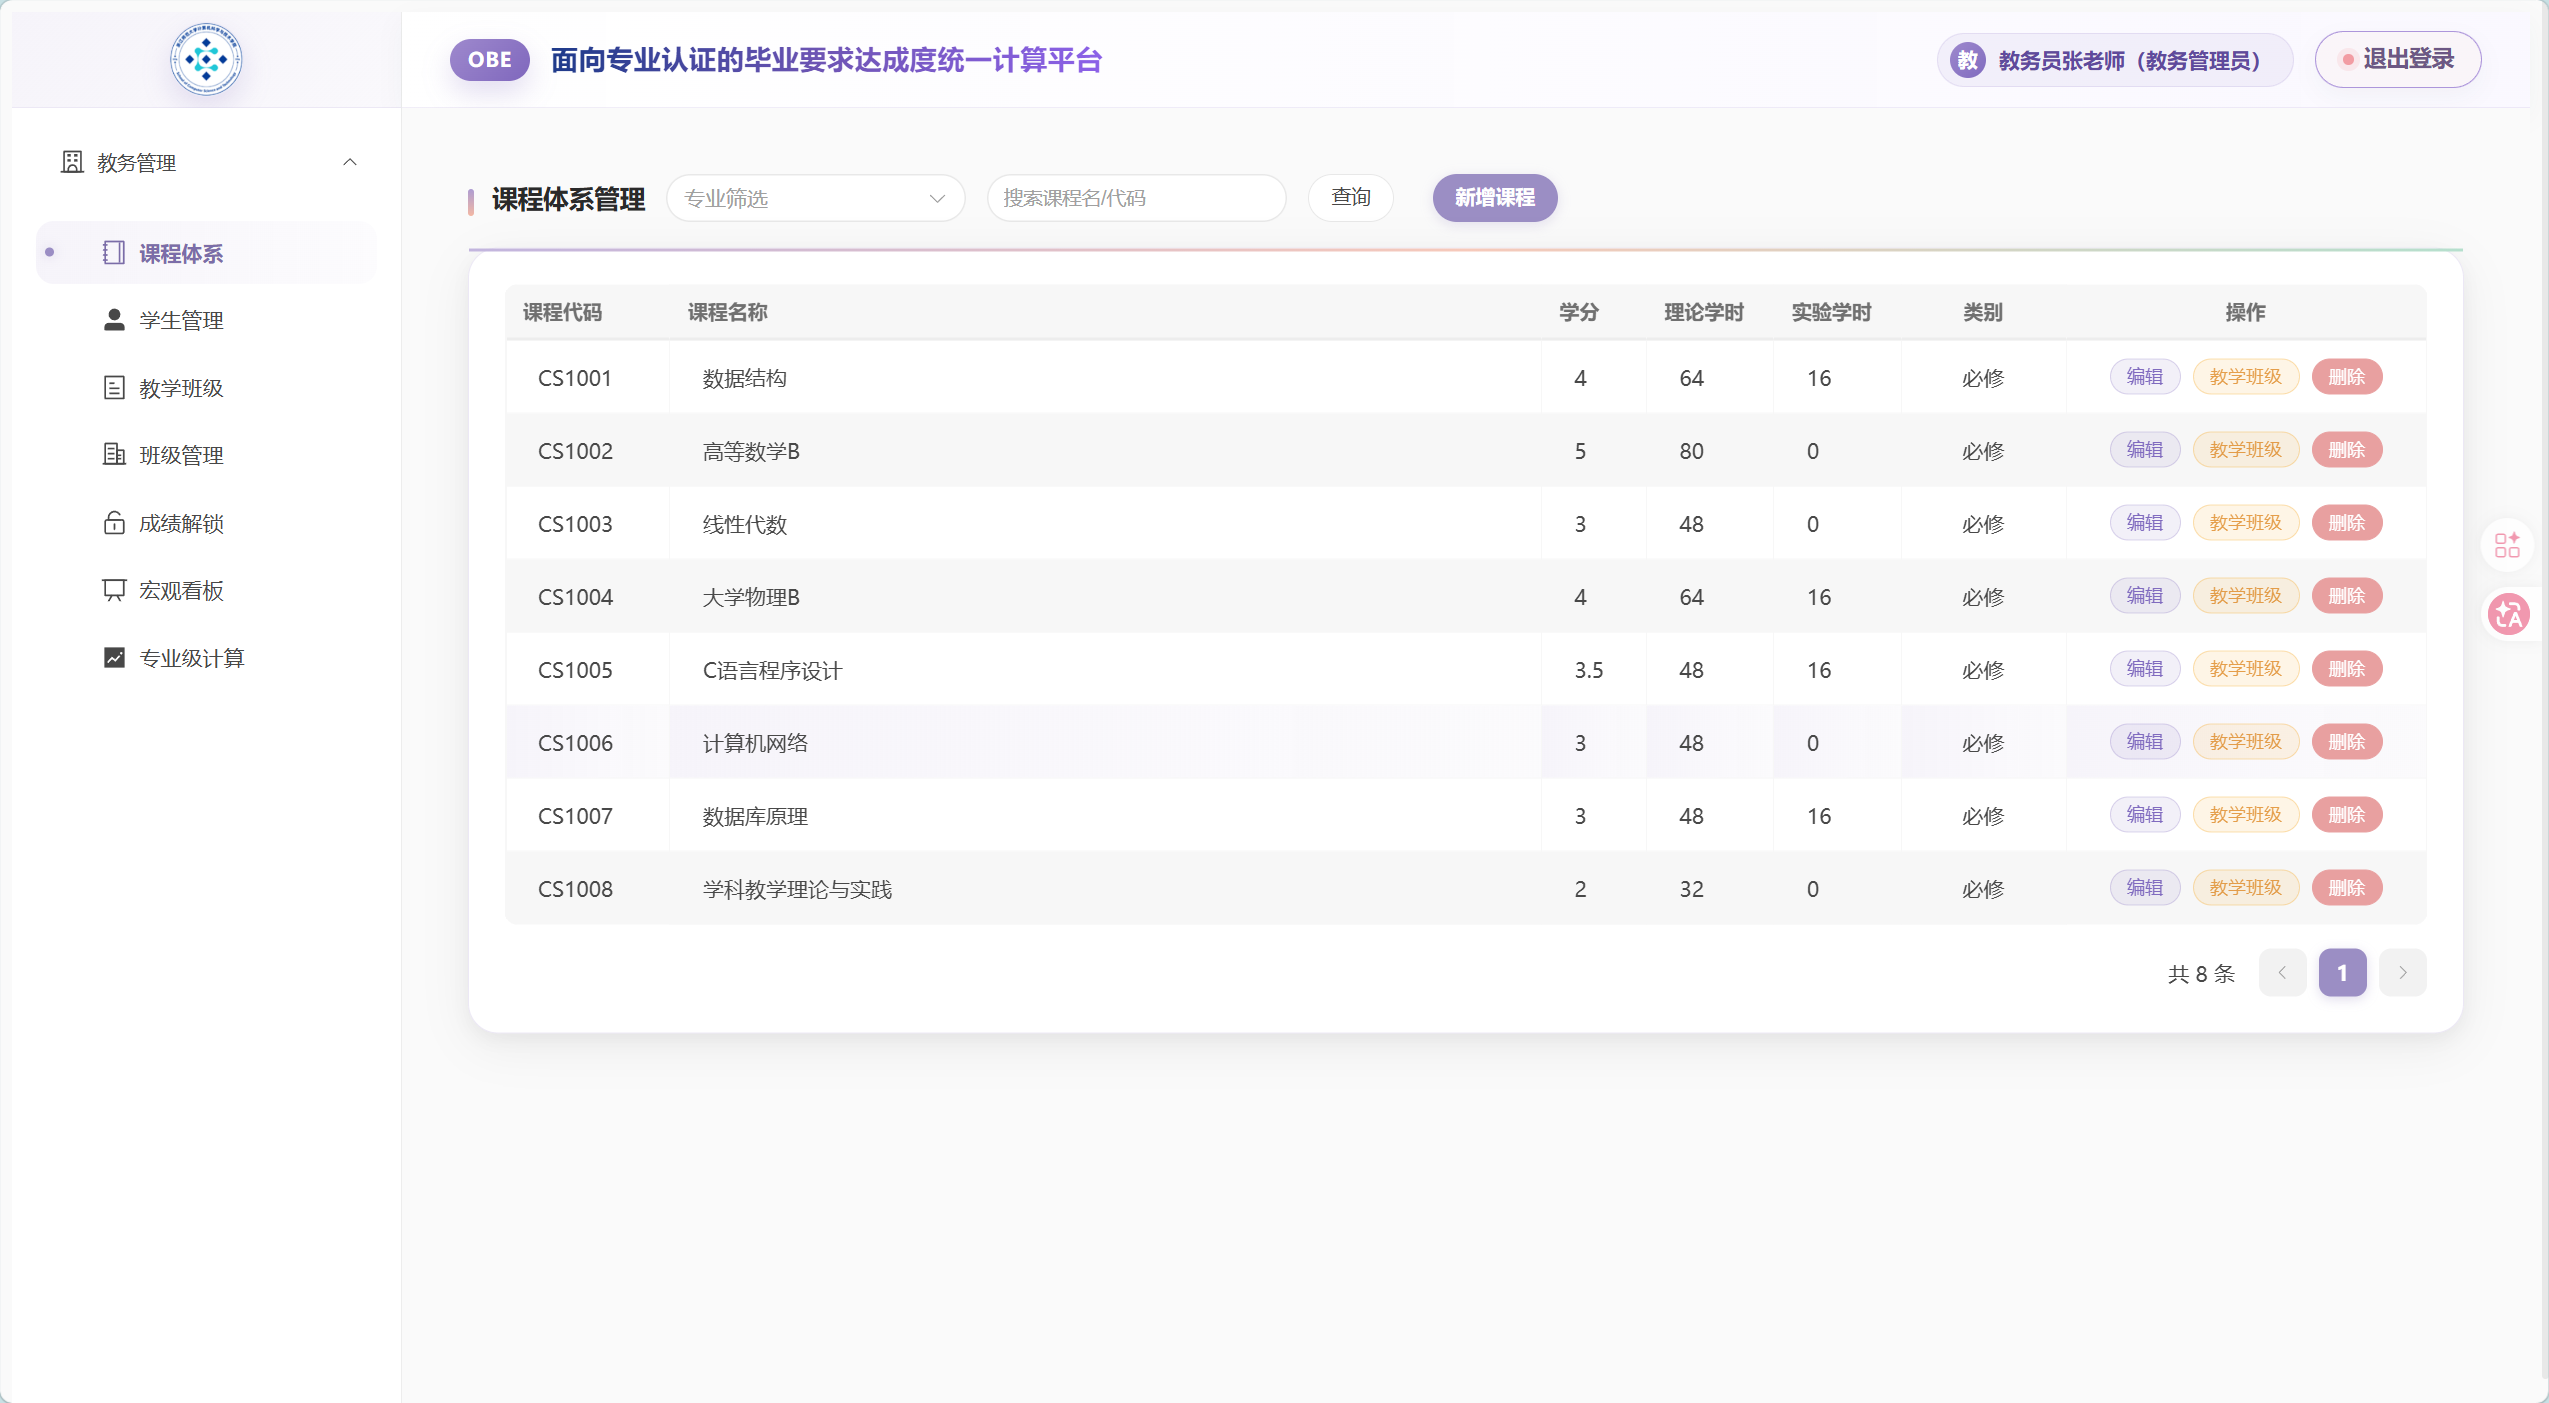 OBE 面向专业认证的毕业要求达成度统一计算平台 教 教务员张老师（教务管理员） 退出登录
教务管理
课程体系
学生管理
教学班级
班级管理
成绩解锁
宏观看板
专业级计算
课程体系管理 专业筛选 搜索课程名/代码 查询 新增课程
课程代码 课程名称 学分 理论学时 实验学时 类别 操作
CS1001 数据结构 4 64 16 必修 编辑 教学班级 删除
CS1002 高等数学B 5 80 0 必修 编辑 教学班级 删除
CS1003 线性代数 3 48 0 必修 编辑 教学班级 删除
CS1004 大学物理B 4 64 16 必修 编辑 教学班级 删除
CS1005 C语言程序设计 3.5 48 16 必修 编辑 教学班级 删除
CS1006 计算机网络 3 48 0 必修 编辑 教学班级 删除
CS1007 数据库原理 3 48 16 必修 编辑 教学班级 删除
CS1008 学科教学理论与实践 2 32 0 必修 编辑 教学班级 删除
共 8 条 1